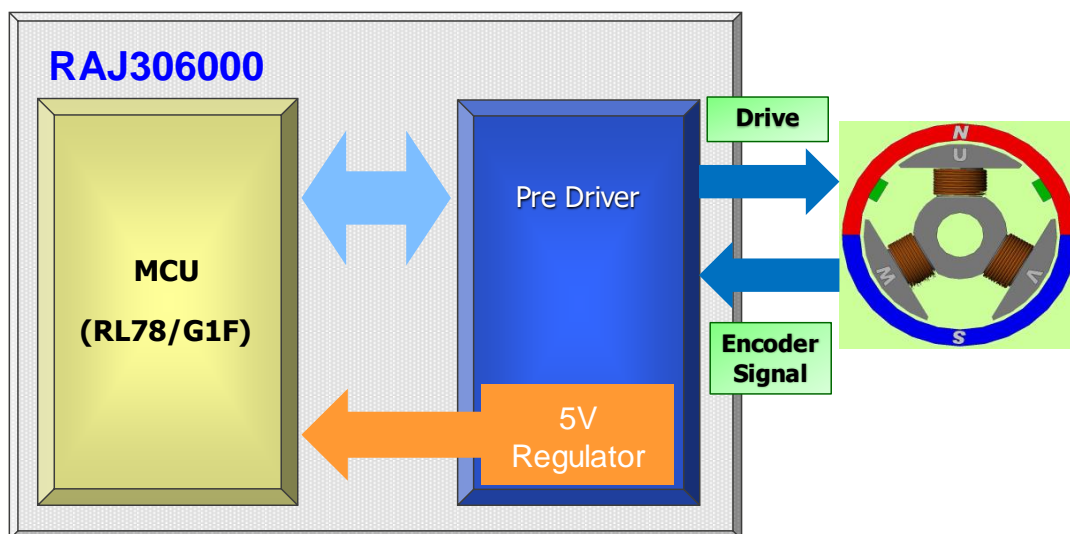 RAJ306000
MCU
(RL78/G1F)
Pre Driver
5V
Regulator
Drive
Encoder
Signal
N
U
W
V
S